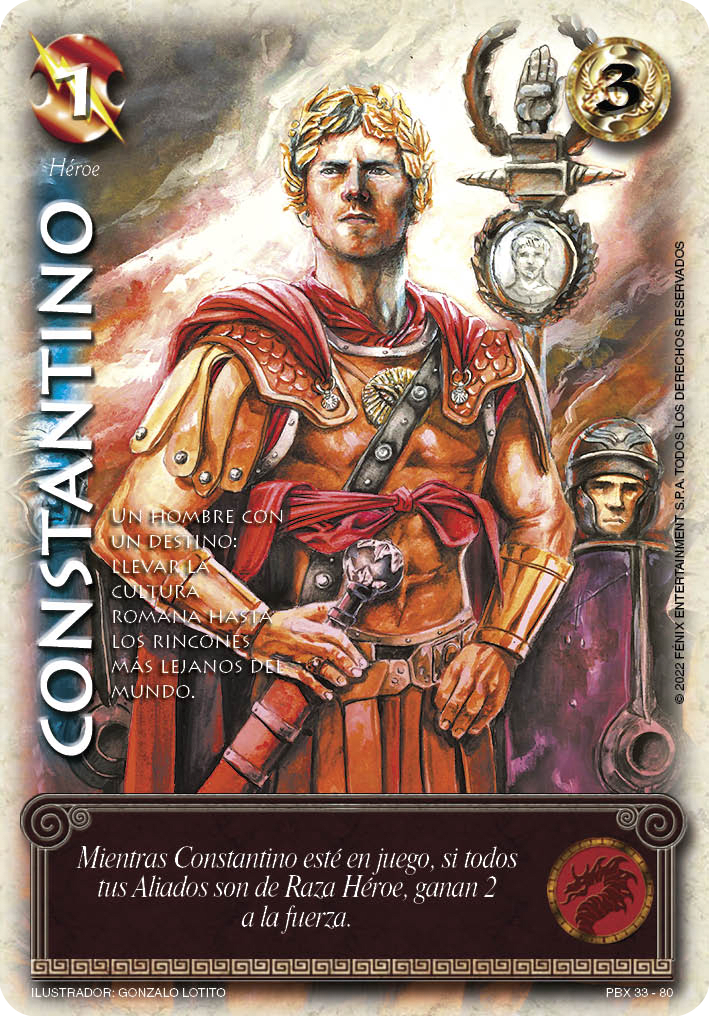 1
3
Héroe
CONSTANTINO
UN HOMBRE CON
UN DESTINO:
LLEVAR LA
CULTURA
ROMANA HASTA
LOS RINCONES
MÁS LEJANOS DEL
MUNDO.
© 2022 FÉNIX ENTERTAINMENT S.P.A. TODOS LOS DERECHOS RESERVADOS
Mientras Constantino esté en juego, si todos
tus Aliados son de Raza Héroe, ganan 2
a la fuerza.
ILUSTRADOR: GONZALO LOTITO
PBX 33 - 80